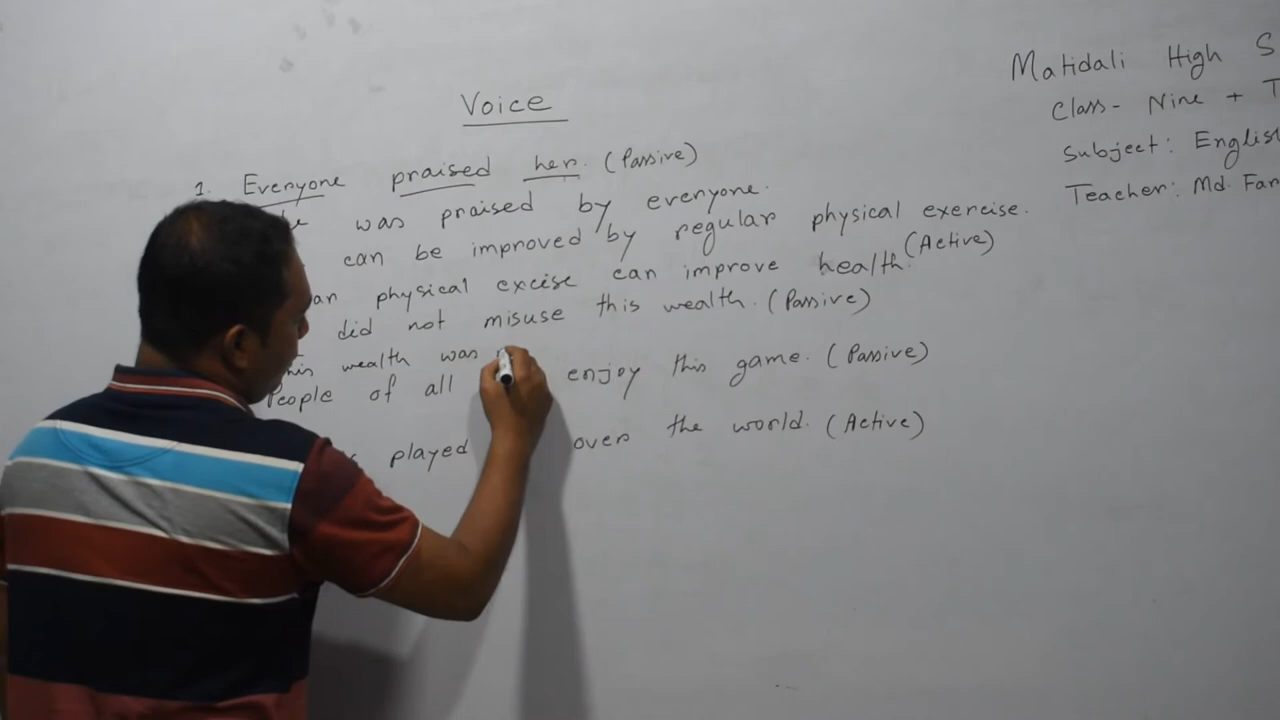 Voice
1. Everyone praised her. (Passive)
was praised by everyone.
can be improved by regular physical exercise.
(Active)
physical excise can improve health.
did not misuse this wealth. (Passive)
wealth was
People of all enjoy this game. (Passive)
played over the world. (Active)
Matidali High S
Class- Nine + T
Subject: English
Teacher: Md. Far